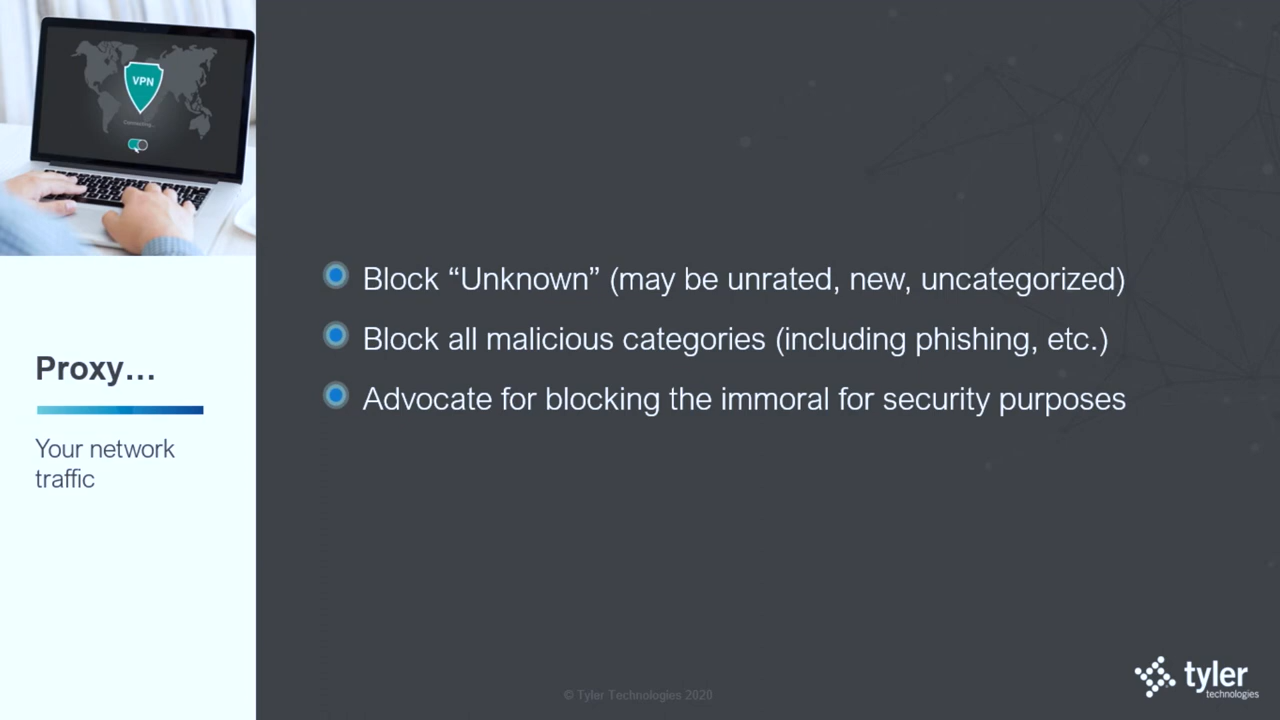 VPN
Connecting...
Proxy…
Your network
traffic
Block “Unknown” (may be unrated, new, uncategorized)
Block all malicious categories (including phishing, etc.)
Advocate for blocking the immoral for security purposes
© Tyler Technologies 2020
tyler
technologies